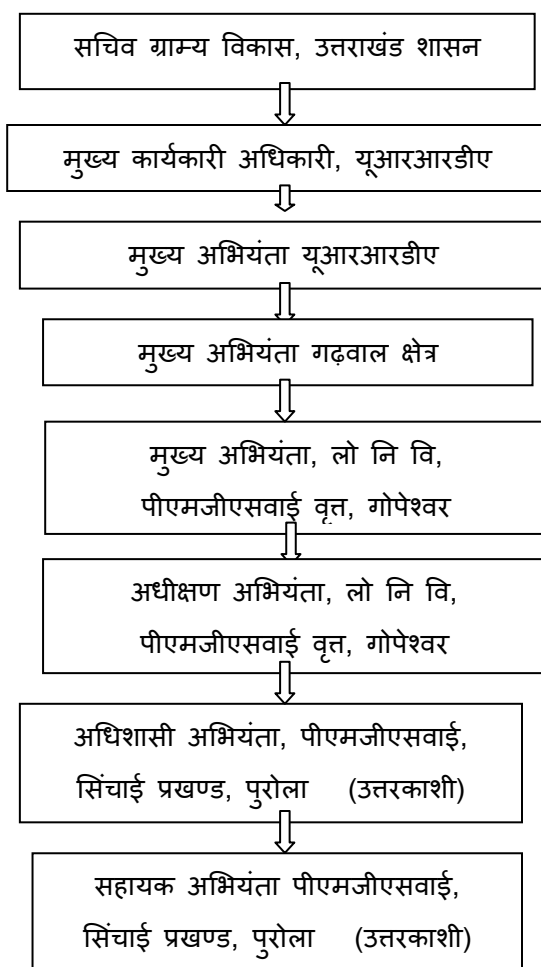 सचिव ग्राम्य विकास, उत्तराखंड शासन
मुख्य कार्यकारी अधिकारी, यूआरआरडीए
मुख्य अभियंता यूआरआरडीए
मुख्य अभियंता गढ़वाल क्षेत्र
मुख्य अभियंता, लो नि वि,
पीएमजीएसवाई वृत्त, गोपेश्वर
अधीक्षण अभियंता, लो नि वि,
पीएमजीएसवाई वृत्त, गोपेश्वर
अधिशासी अभियंता, पीएमजीएसवाई,
सिंचाई प्रखण्ड, पुरोला (उत्तरकाशी)
सहायक अभियंता पीएमजीएसवाई,
सिंचाई प्रखण्ड, पुरोला (उत्तरकाशी)